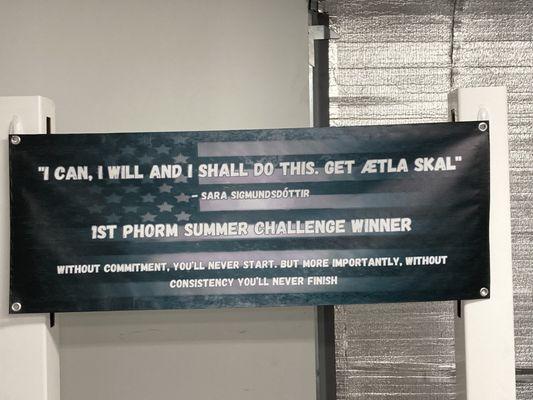 "I CAN, I WILL AND I SHALL DO THIS. GET ÆTLA SKAL"
- SARA SIGMUNDSDÓTTIR
1ST PHORM SUMMER CHALLENGE WINNER
WITHOUT COMMITMENT, YOU'LL NEVER START. BUT MORE IMPORTANTLY, WITHOUT
CONSISTENCY YOU'LL NEVER FINISH